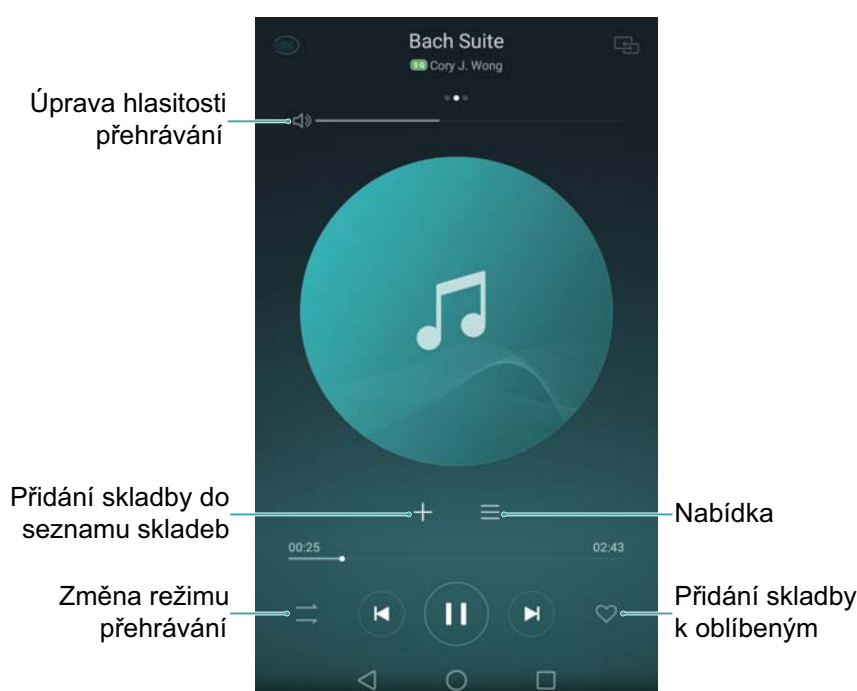 Bach Suite
SQ Cory J. Wong
Úprava hlasitosti
přehrávání
Přidání skladby do
seznamu skladeb
Nabídka
00:25
02:43
Změna režimu
přehrávání
Přidání skladby
k oblíbeným